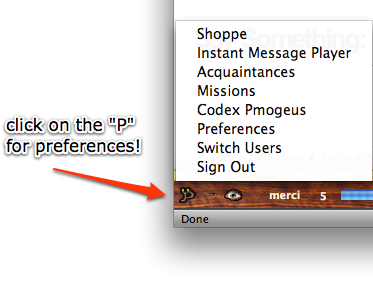 Shoppe
Instant Message Player
Acquaintances
Missions
Codex Pmogeus
Preferences
Switch Users
Sign Out
click on the "P"
for preferences!
merci 5
Done